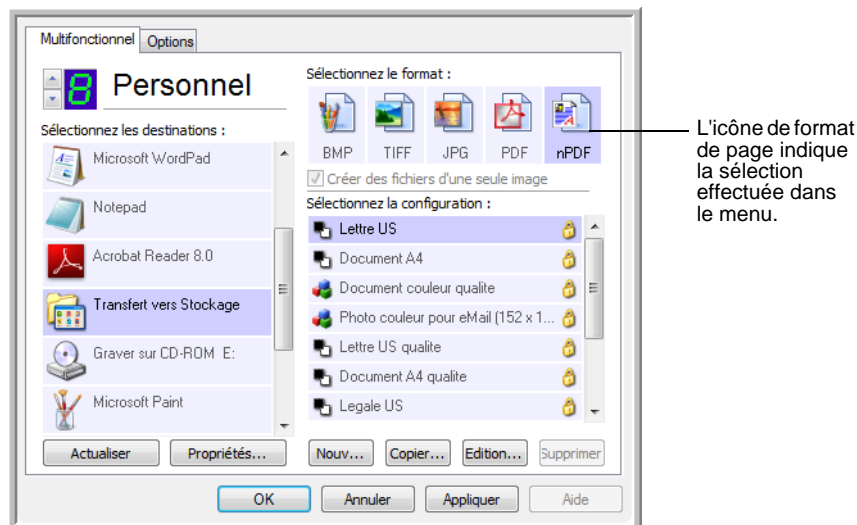 Multifonctionnel
Options
8
Personnel
Sélectionnez les destinations :
Microsoft WordPad
Notepad
Acrobat Reader 8.0
Transfert vers Stockage
Graver sur CD-ROM E:
Microsoft Paint
Actualiser
Propriétés...
Sélectionnez le format :
BMP
TIFF
JPG
PDF
nPDF
Créer des fichiers d'une seule image
Sélectionnez la configuration :
Lettre US
Document A4
Document couleur qualite
Photo couleur pour eMail (152 x 1...
Lettre US qualite
Document A4 qualite
Legale US
Nouv...
Copier...
Edition...
Supprimer
OK
Annuler
Appliquer
Aide
L'icône de format
de page indique
la sélection
effectuée dans
le menu.